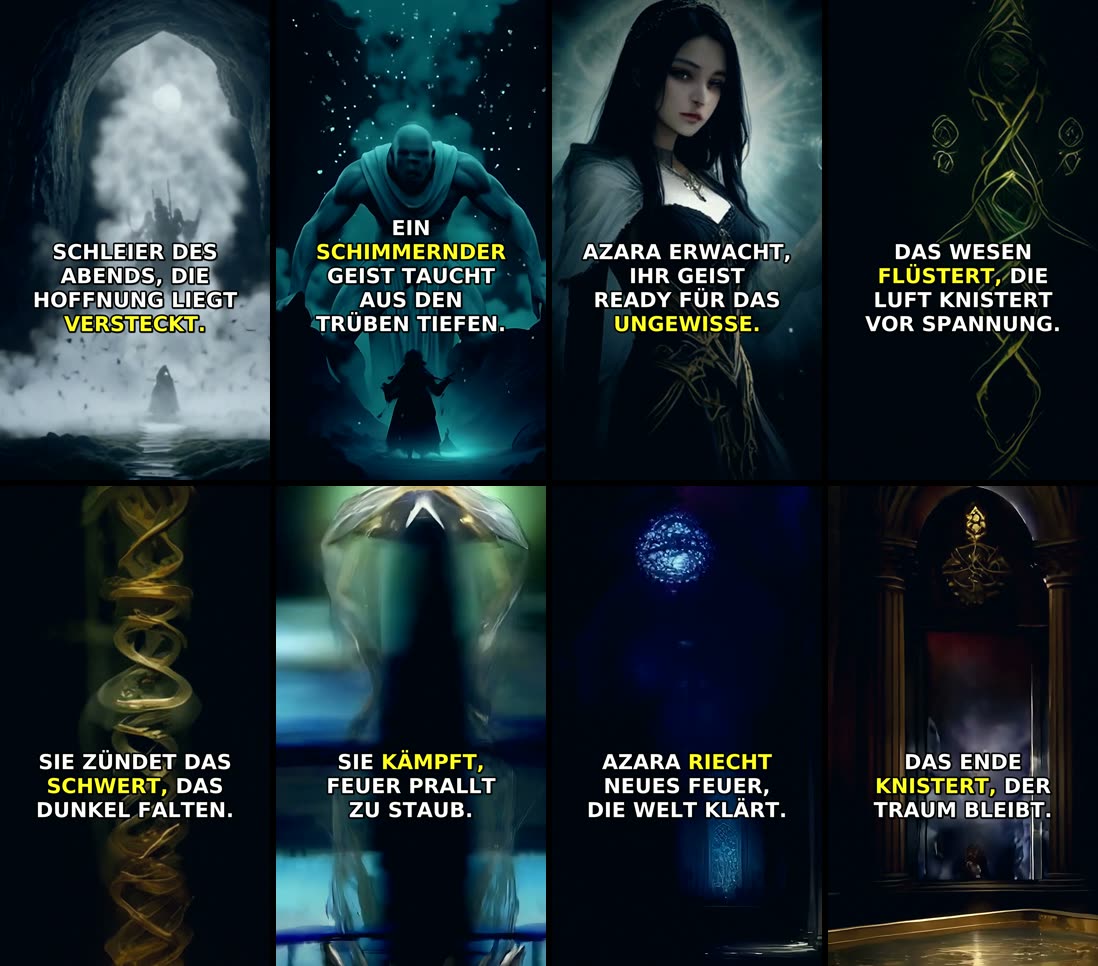 SCHLEIER DES
ABENDS, DIE
HOFFNUNG LIEGT
VERSTECKT.
EIN
SCHIMMERNDER
GEIST TAUCHT
AUS DEN
TRÜBEN TIEFEN.
AZARA ERWACHT,
IHR GEIST
READY FÜR DAS
UNGEWISSE.
DAS WESEN
FLÜSTERT, DIE
LUFT KNISTERT
VOR SPANNUNG.
SIE ZÜNDET DAS
SCHWERT, DAS
DUNKEL FALTEN.
SIE KÄMPFT,
FEUER PRALLT
ZU STAUB.
AZARA RIECHT
NEUES FEUER,
DIE WELT KLÄRT.
DAS ENDE
KNISTERT, DER
TRAUM BLEIBT.